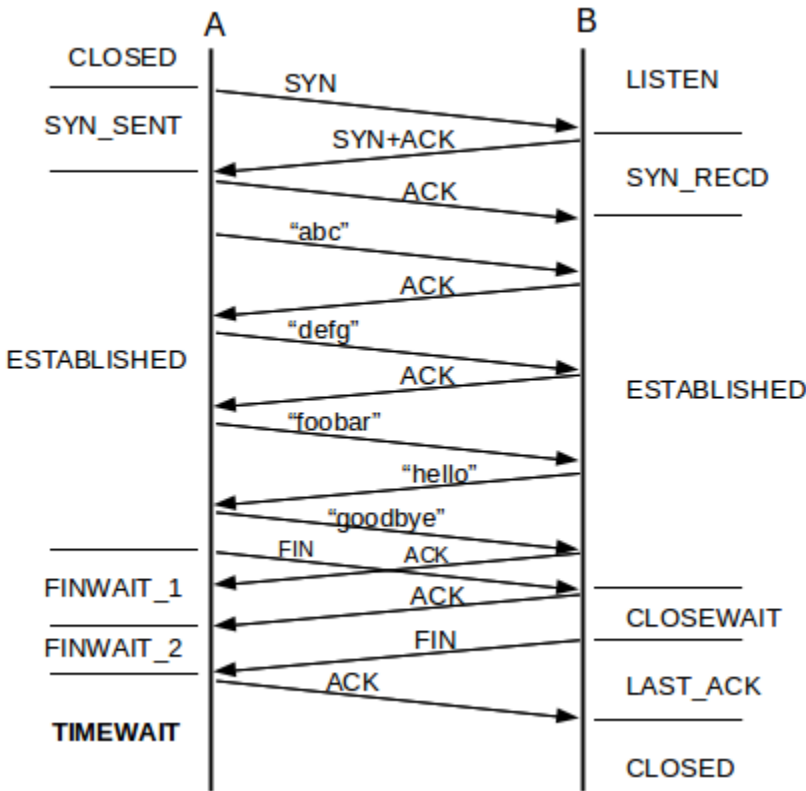 A
B
CLOSED
LISTEN
SYN
SYN_SENT
SYN+ACK
SYN_RECD
ACK
“abc”
ACK
“defg”
ESTABLISHED
ACK
ESTABLISHED
“foobar”
“hello”
“goodbye”
FIN
ACK
FINWAIT_1
ACK
CLOSEWAIT
FINWAIT_2
FIN
ACK
LAST_ACK
TIMEWAIT
CLOSED